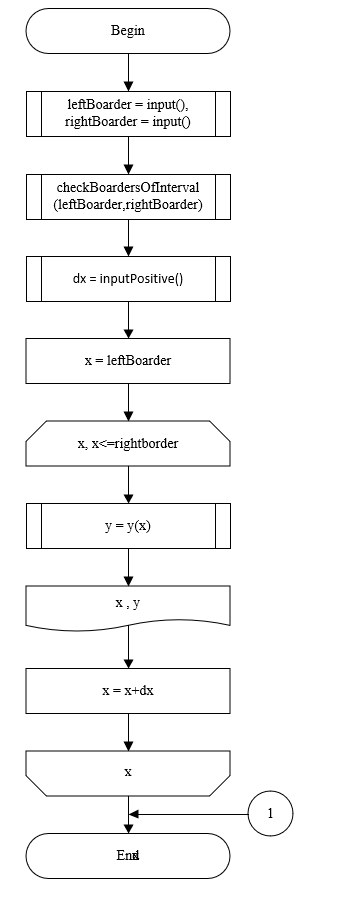 Begin
leftBoarder = input(),
rightBoarder = input()
checkBoardersOfInterval
(leftBoarder,rightBoarder)
dx = inputPositive()
x = leftBoarder
x, x<=rightborder
y = y(x)
x , y
x = x+dx
x
1
End